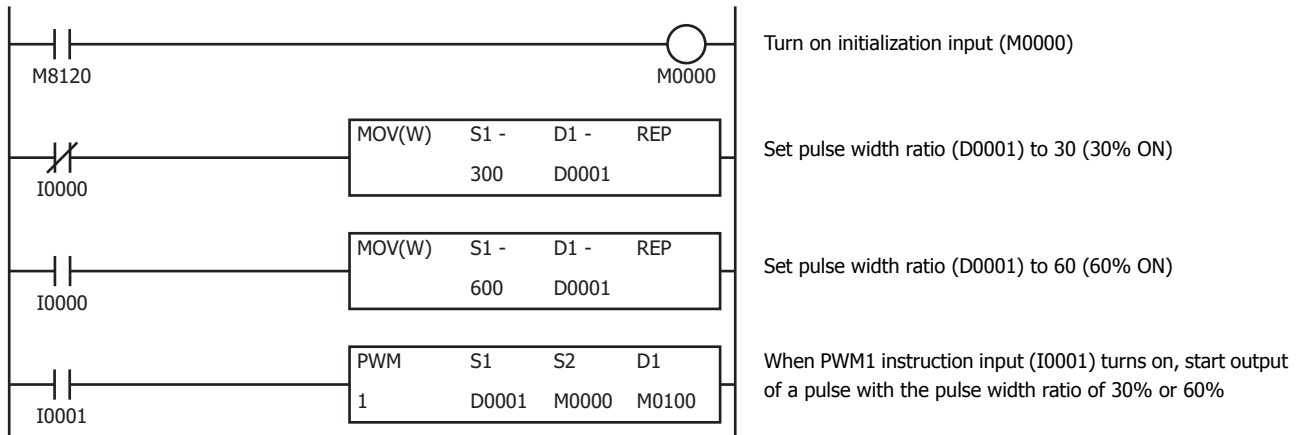 M8120
M0000
Turn on initialization input (M0000)
MOV(W) S1 - D1 - REP
300 D0001
I0000
Set pulse width ratio (D0001) to 30 (30% ON)
MOV(W) S1 - D1 - REP
600 D0001
I0000
Set pulse width ratio (D0001) to 60 (60% ON)
PWM S1 S2 D1
1 D0001 M0000 M0100
I0001
When PWM1 instruction input (I0001) turns on, start output
of a pulse with the pulse width ratio of 30% or 60%